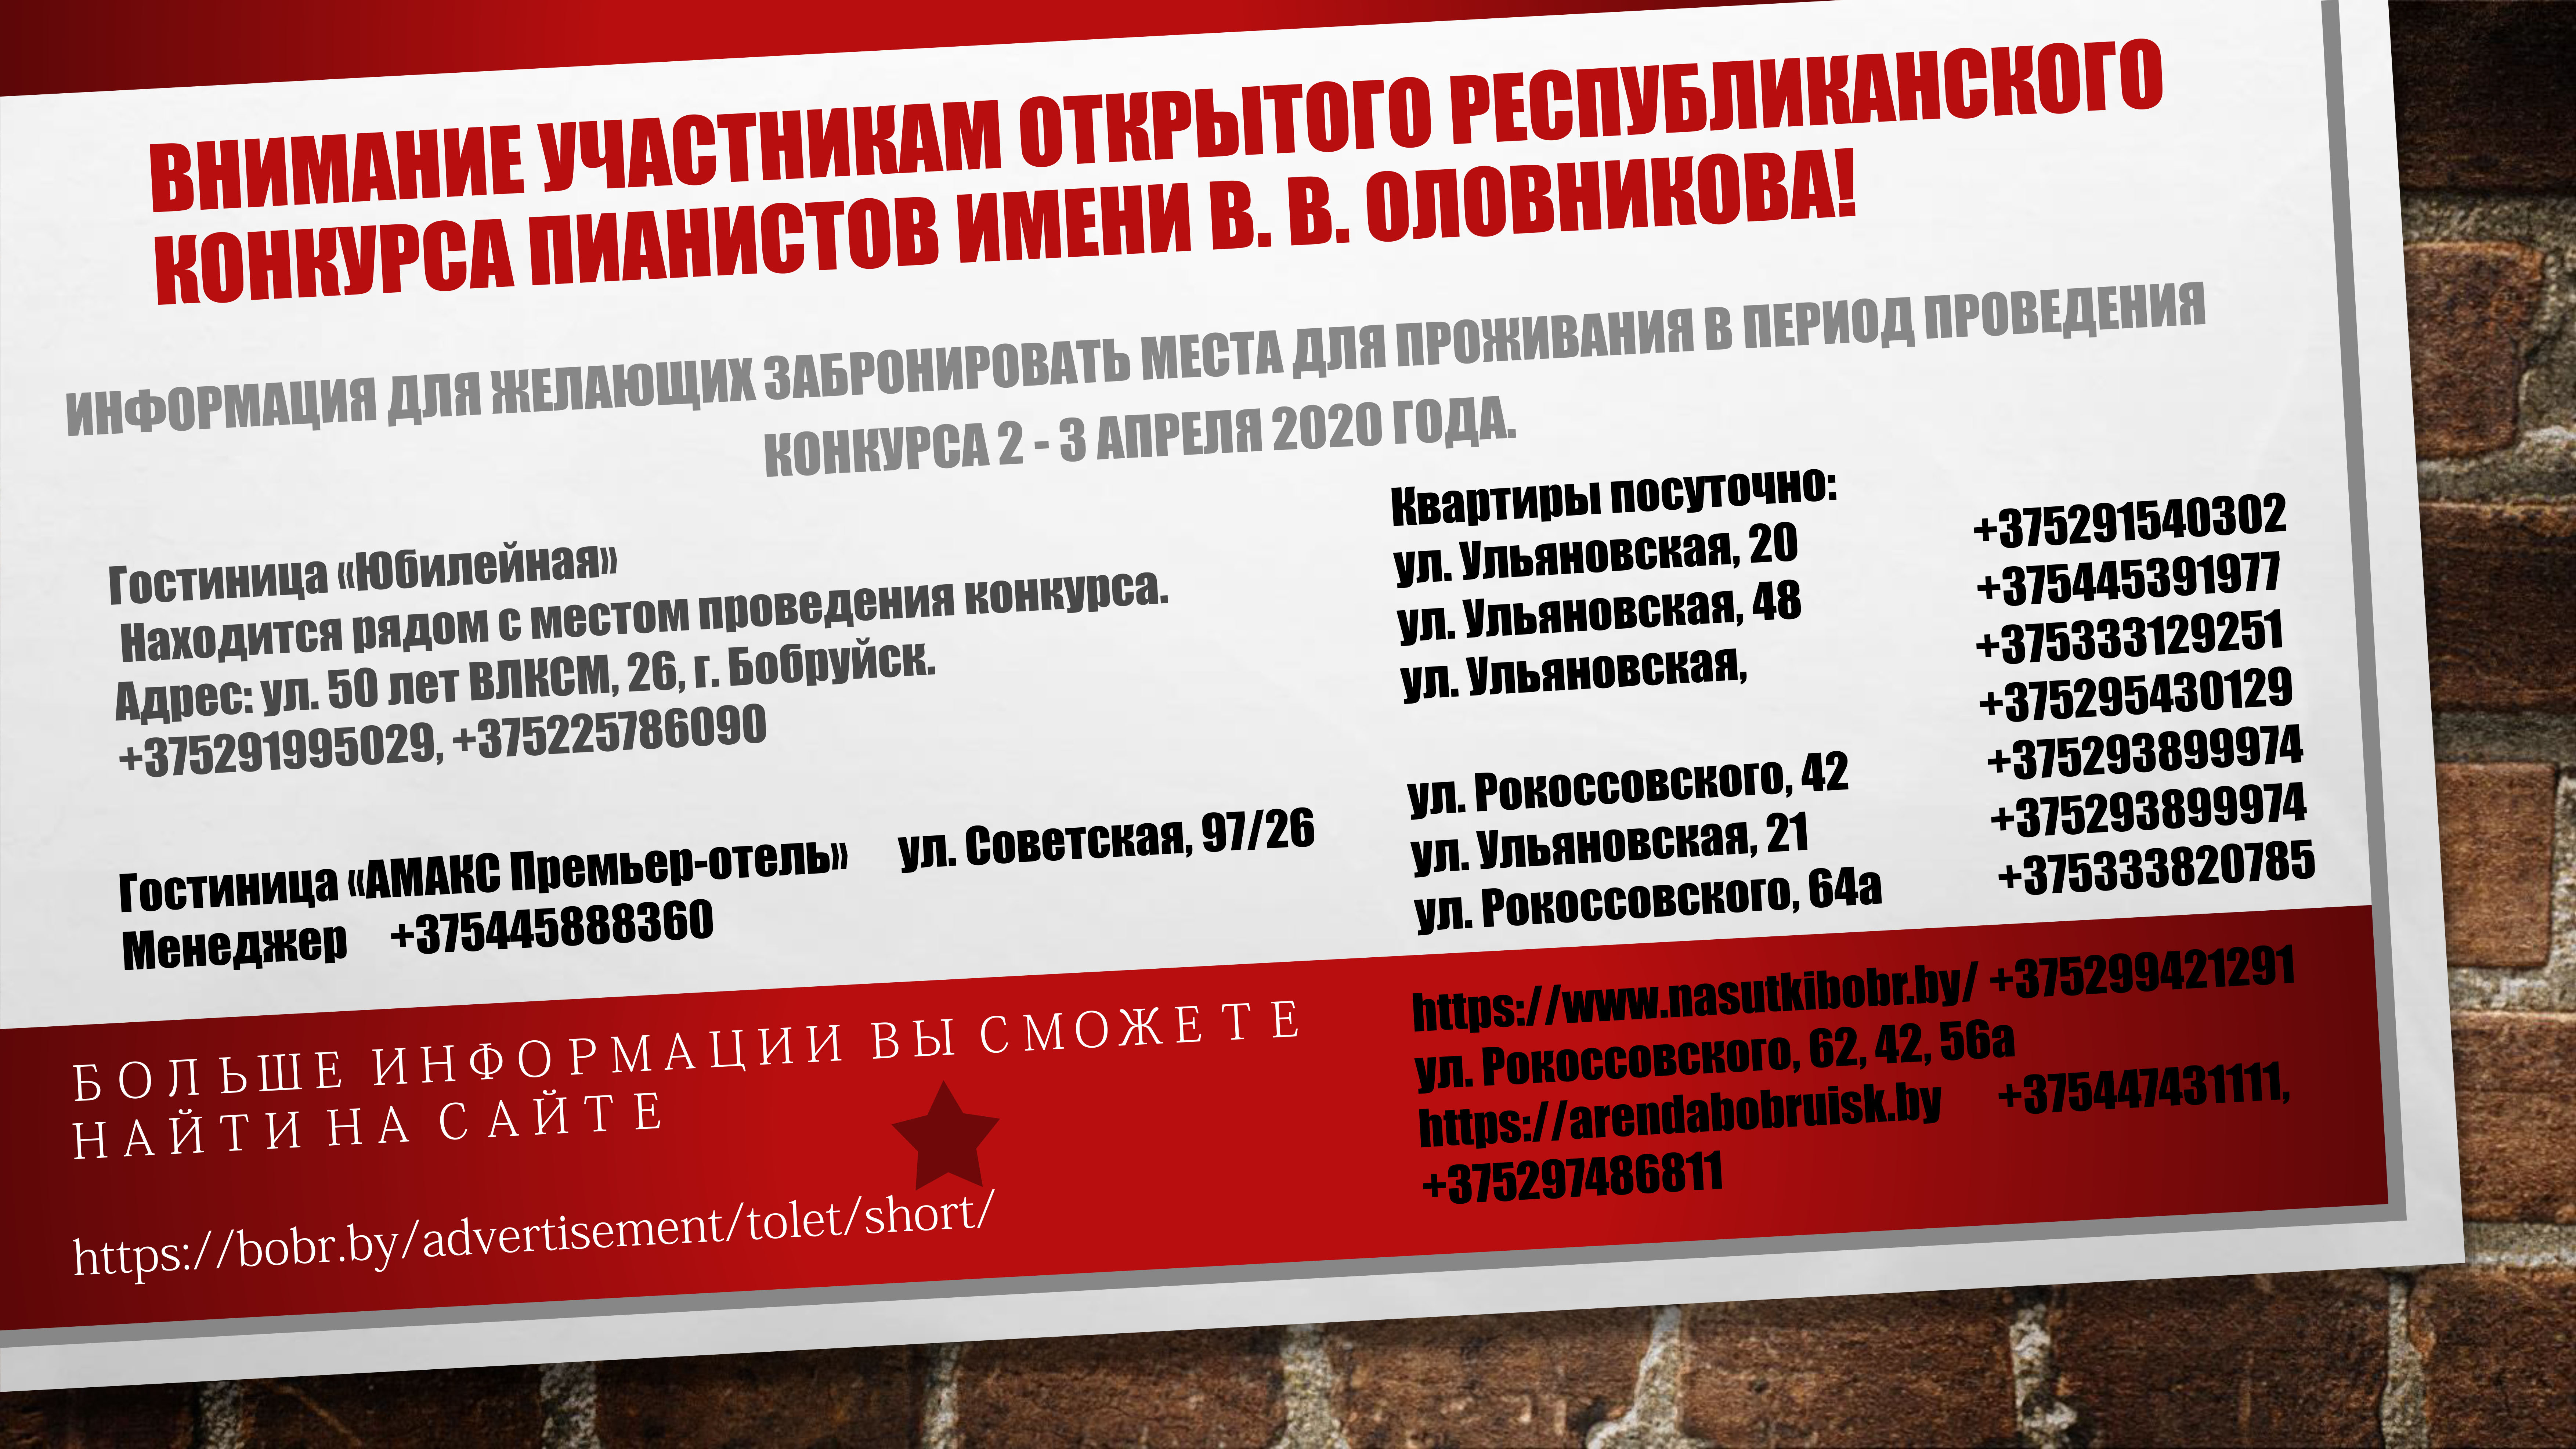 ВНИМАНИЕ УЧАСТНИКАМ ОТКРЫТОГО РЕСПУБЛИКАНСКОГО
КОНКУРСА ПИАНИСТОВ ИМЕНИ В. В. ОЛОВНИКОВА!
ИНФОРМАЦИЯ ДЛЯ ЖЕЛАЮЩИХ ЗАБРОНИРОВАТЬ МЕСТА ДЛЯ ПРОЖИВАНИЯ В ПЕРИОД ПРОВЕДЕНИЯ
КОНКУРСА 2 - 3 АПРЕЛЯ 2020 ГОДА.
Гостиница «Юбилейная»
Находится рядом с местом проведения конкурса.
Адрес: ул. 50 лет ВЛКСМ, 26, г. Бобруйск.
+375291995029, +375225786090
Гостиница «АМАКС Премьер-отель» ул. Советская, 97/26
Менеджер +375445888360
Квартиры посуточно:
ул. Ульяновская, 20
ул. Ульяновская, 48
ул. Ульяновская,
ул. Рокоссовского, 42
ул. Ульяновская, 21
ул. Рокоссовского, 64а
+375291540302
+375445391977
+375333129251
+375295430129
+375293899974
+375293899974
+375333820785
https://www.nasutkibobr.by/ +375299421291
ул. Рокоссовского, 62, 42, 56а
https://arendabobruisk.by +375447431111,
+375297486811
БОЛЬШЕ ИНФОРМАЦИИ ВЫ СМОЖЕТЕ
НАЙТИ НА САЙТЕ
https://bobr.by/advertisement/tolet/short/